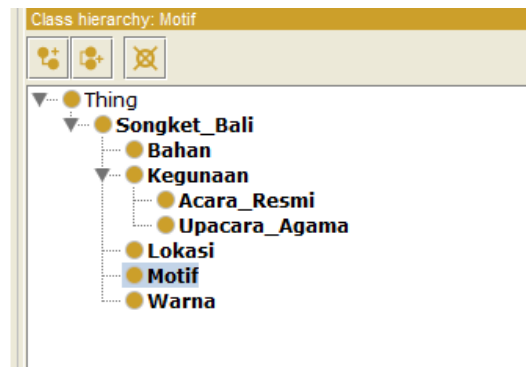 Class hierarchy: Motif
Thing
Songket_Bali
Bahan
Kegunaan
Acara_Resmi
Upacara_Agama
Lokasi
Motif
Warna